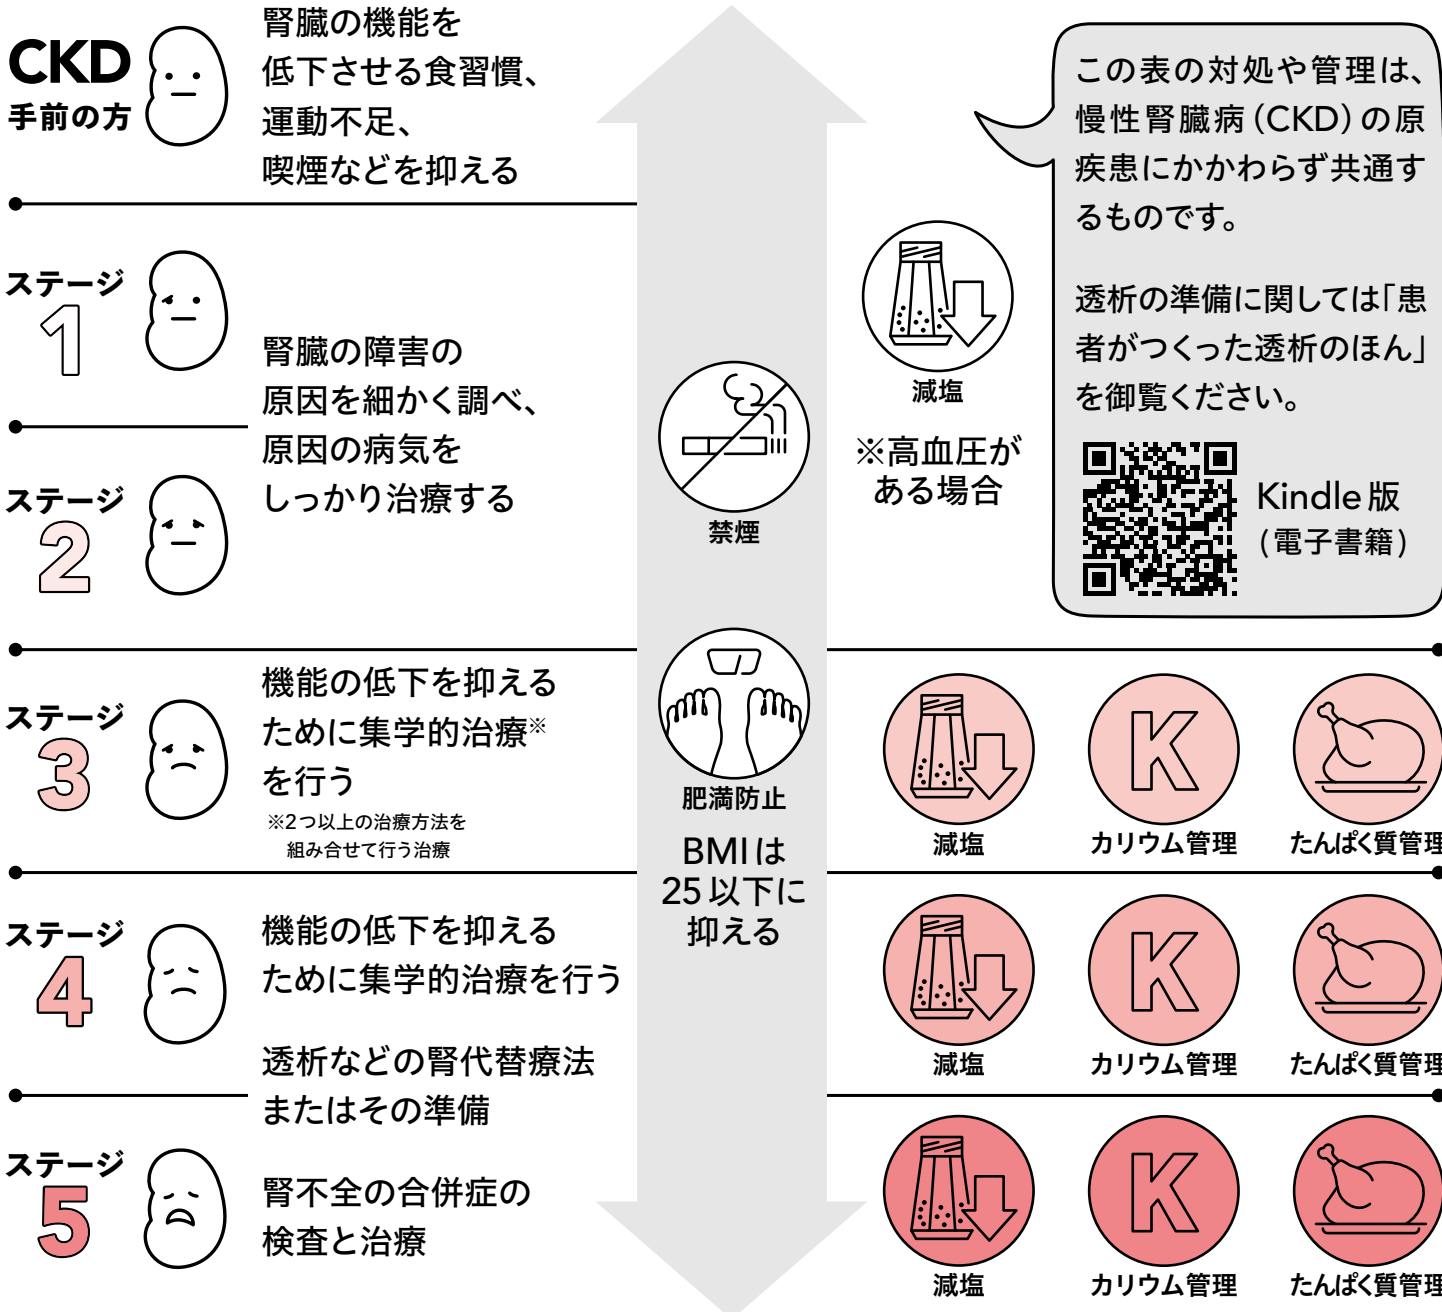 CKD
手前の方
腎臓の機能を
低下させる食習慣、
運動不足、
喫煙などを抑える
この表の対処や管理は、
慢性腎臓病(CKD)の原
疾患にかかわらず共通す
るものです。
透析の準備に関しては「患
者がつくった透析のほん」
を御覧ください。
Kindle版
(電子書籍)
ステージ
1
ステージ
2
腎臓の障害の
原因を細かく調べ、
原因の病気を
しっかり治療する
禁煙
減塩
※高血圧が
ある場合
ステージ
3
機能の低下を抑える
ために集学的治療※
を行う
※2つ以上の治療方法を
組み合せて行う治療
肥満防止
BMIは
25以下に
抑える
減塩
K
カリウム管理
たんぱく質管理
ステージ
4
機能の低下を抑える
ために集学的治療を行う
透析などの腎代替療法
またはその準備
減塩
K
カリウム管理
たんぱく質管理
ステージ
5
腎不全の合併症の
検査と治療
減塩
K
カリウム管理
たんぱく質管理